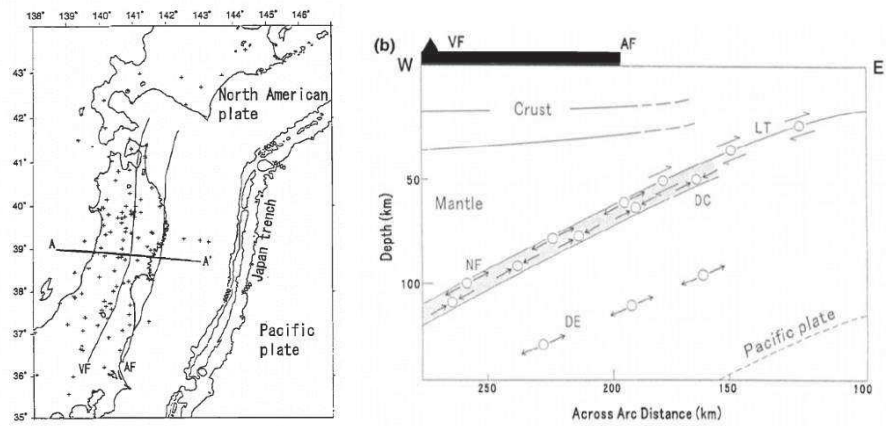 138° 139° 140° 141° 142° 143° 144° 145° 146°
43°
42°
41°
40°
39°
38°
37°
36°
35°
North American
plate
A
A'
Japan trench
Pacific
plate
VF
AF
(b)
VF
AF
W
E
Crust
LT
50
Mantle
DC
Depth (km)
NF
100
DE
Pacific plate
250
200
150
100
Across Arc Distance (km)